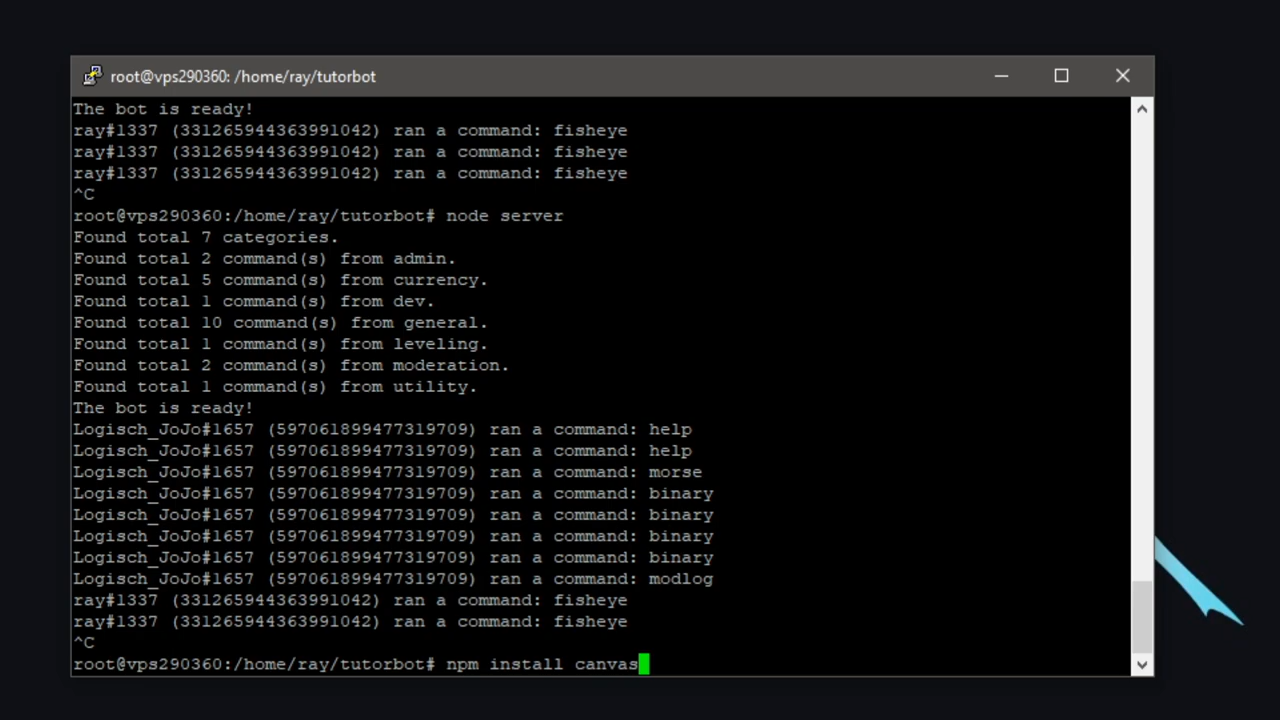 root@vps290360: /home/ray/tutorbot
The bot is ready!
ray#1337 (331265944363991042) ran a command: fisheye
ray#1337 (331265944363991042) ran a command: fisheye
ray#1337 (331265944363991042) ran a command: fisheye
^C
root@vps290360:/home/ray/tutorbot# node server
Found total 7 categories.
Found total 2 command(s) from admin.
Found total 5 command(s) from currency.
Found total 1 command(s) from dev.
Found total 10 command(s) from general.
Found total 1 command(s) from leveling.
Found total 2 command(s) from moderation.
Found total 1 command(s) from utility.
The bot is ready!
Logisch_JoJo#1657 (597061899477319709) ran a command: help
Logisch_JoJo#1657 (597061899477319709) ran a command: help
Logisch_JoJo#1657 (597061899477319709) ran a command: morse
Logisch_JoJo#1657 (597061899477319709) ran a command: binary
Logisch_JoJo#1657 (597061899477319709) ran a command: binary
Logisch_JoJo#1657 (597061899477319709) ran a command: binary
Logisch_JoJo#1657 (597061899477319709) ran a command: binary
Logisch_JoJo#1657 (597061899477319709) ran a command: modlog
ray#1337 (331265944363991042) ran a command: fisheye
ray#1337 (331265944363991042) ran a command: fisheye
^C
root@vps290360:/home/ray/tutorbot# npm install canvas